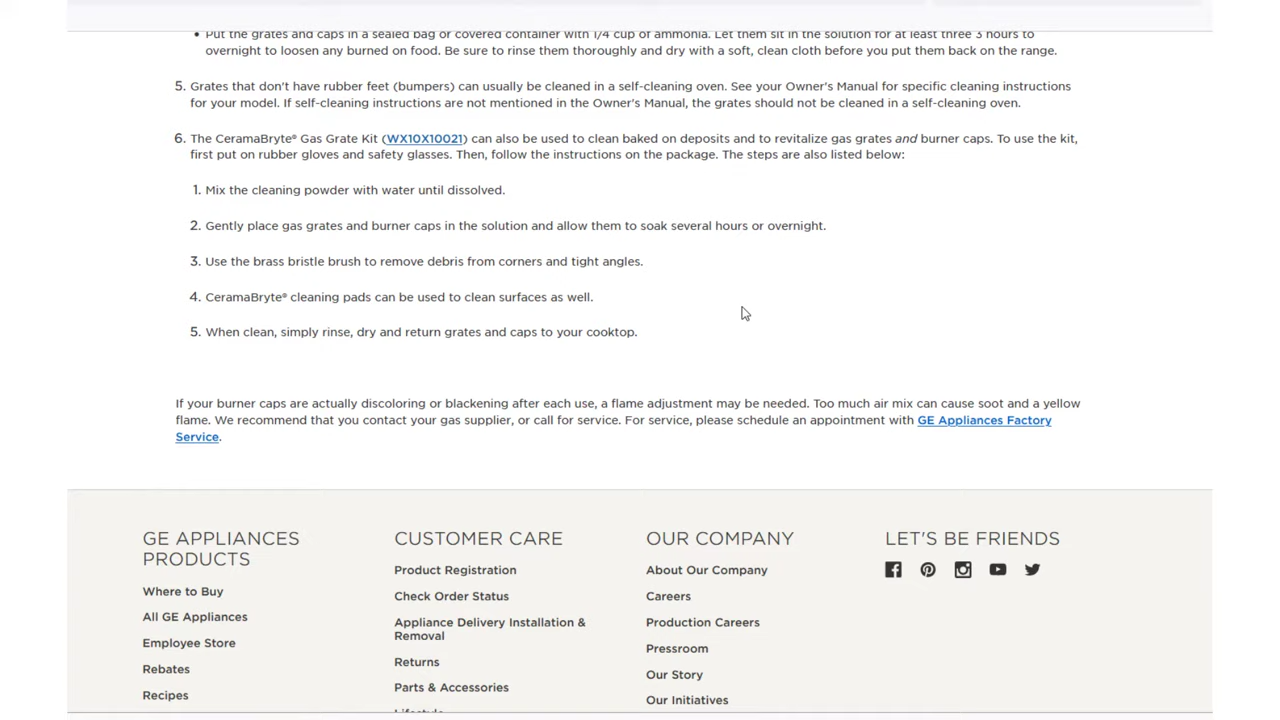 Put the grates and caps in a sealed bag or covered container with 1/4 cup of ammonia. Let them sit in the solution for at least three 3 hours to
overnight to loosen any burned on food. Be sure to rinse them thoroughly and dry with a soft, clean cloth before you put them back on the range.
5. Grates that don't have rubber feet (bumpers) can usually be cleaned in a self-cleaning oven. See your Owner's Manual for specific cleaning instructions
for your model. If self-cleaning instructions are not mentioned in the Owner's Manual, the grates should not be cleaned in a self-cleaning oven.
6. The CeramaBryte® Gas Grate Kit (WX10X10021) can also be used to clean baked on deposits and to revitalize gas grates and burner caps. To use the kit,
first put on rubber gloves and safety glasses. Then, follow the instructions on the package. The steps are also listed below:
1. Mix the cleaning powder with water until dissolved.
2. Gently place gas grates and burner caps in the solution and allow them to soak several hours or overnight.
3. Use the brass bristle brush to remove debris from corners and tight angles.
4. CeramaBryte® cleaning pads can be used to clean surfaces as well.
5. When clean, simply rinse, dry and return grates and caps to your cooktop.
If your burner caps are actually discoloring or blackening after each use, a flame adjustment may be needed. Too much air mix can cause soot and a yellow
flame. We recommend that you contact your gas supplier, or call for service. For service, please schedule an appointment with GE Appliances Factory
Service.
GE APPLIANCES
PRODUCTS
Where to Buy
All GE Appliances
Employee Store
Rebates
Recipes
CUSTOMER CARE
Product Registration
Check Order Status
Appliance Delivery Installation &
Removal
Returns
Parts & Accessories
OUR COMPANY
About Our Company
Careers
Production Careers
Pressroom
Our Story
Our Initiatives
LET'S BE FRIENDS